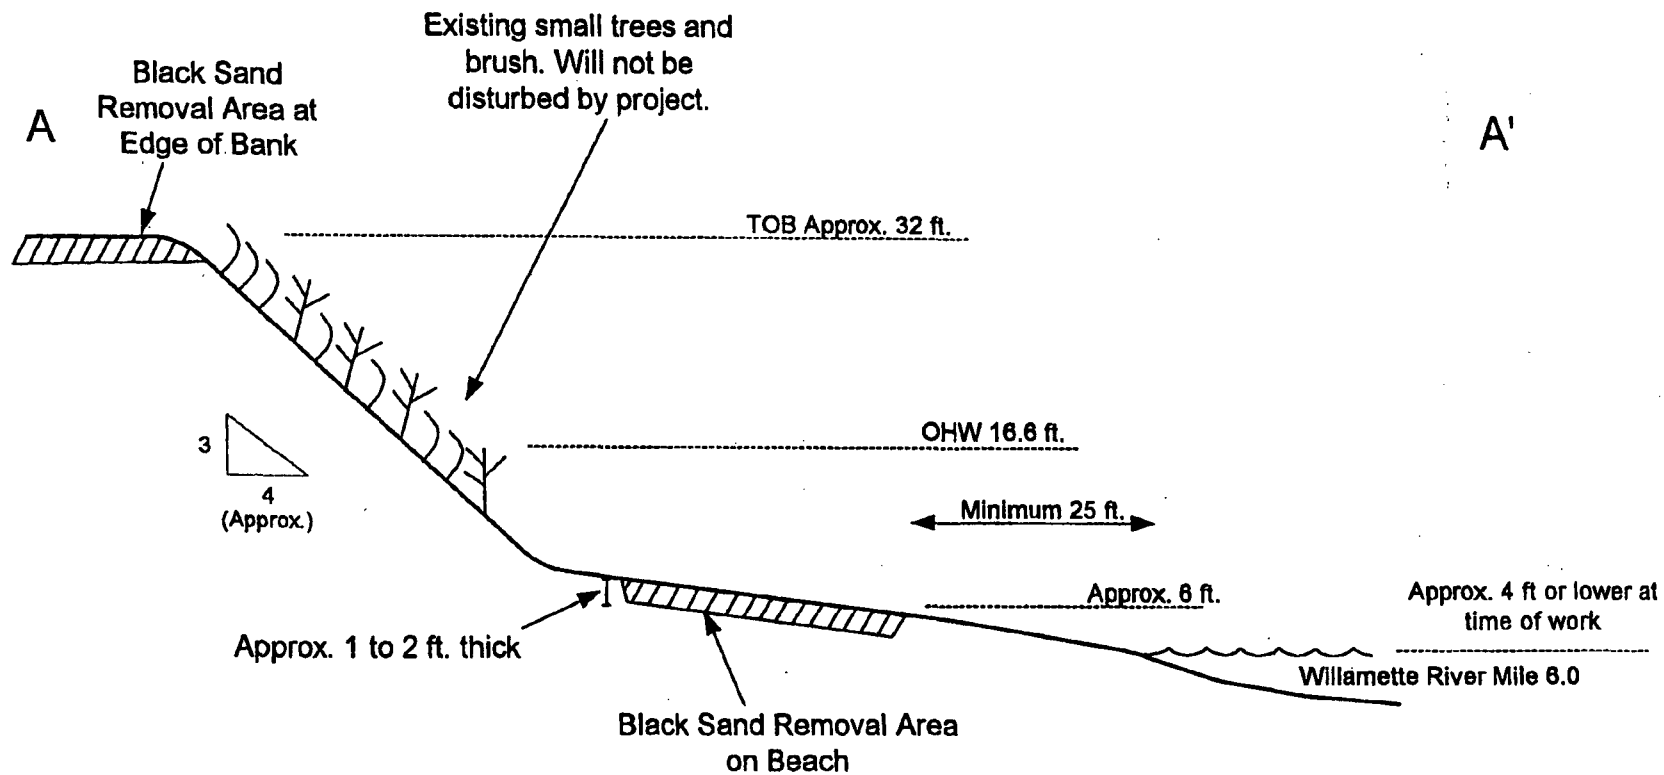 Existing small trees and
brush. Will not be
disturbed by project.
Black Sand
Removal Area at
Edge of Bank
A
A'
TOB Approx. 32 ft.
OHW 16.6 ft.
3
4
(Approx.)
Minimum 25 ft.
Approx. 6 ft.
Approx. 4 ft or lower at
time of work
Approx. 1 to 2 ft. thick
Willamette River Mile 6.0
Black Sand Removal Area
on Beach